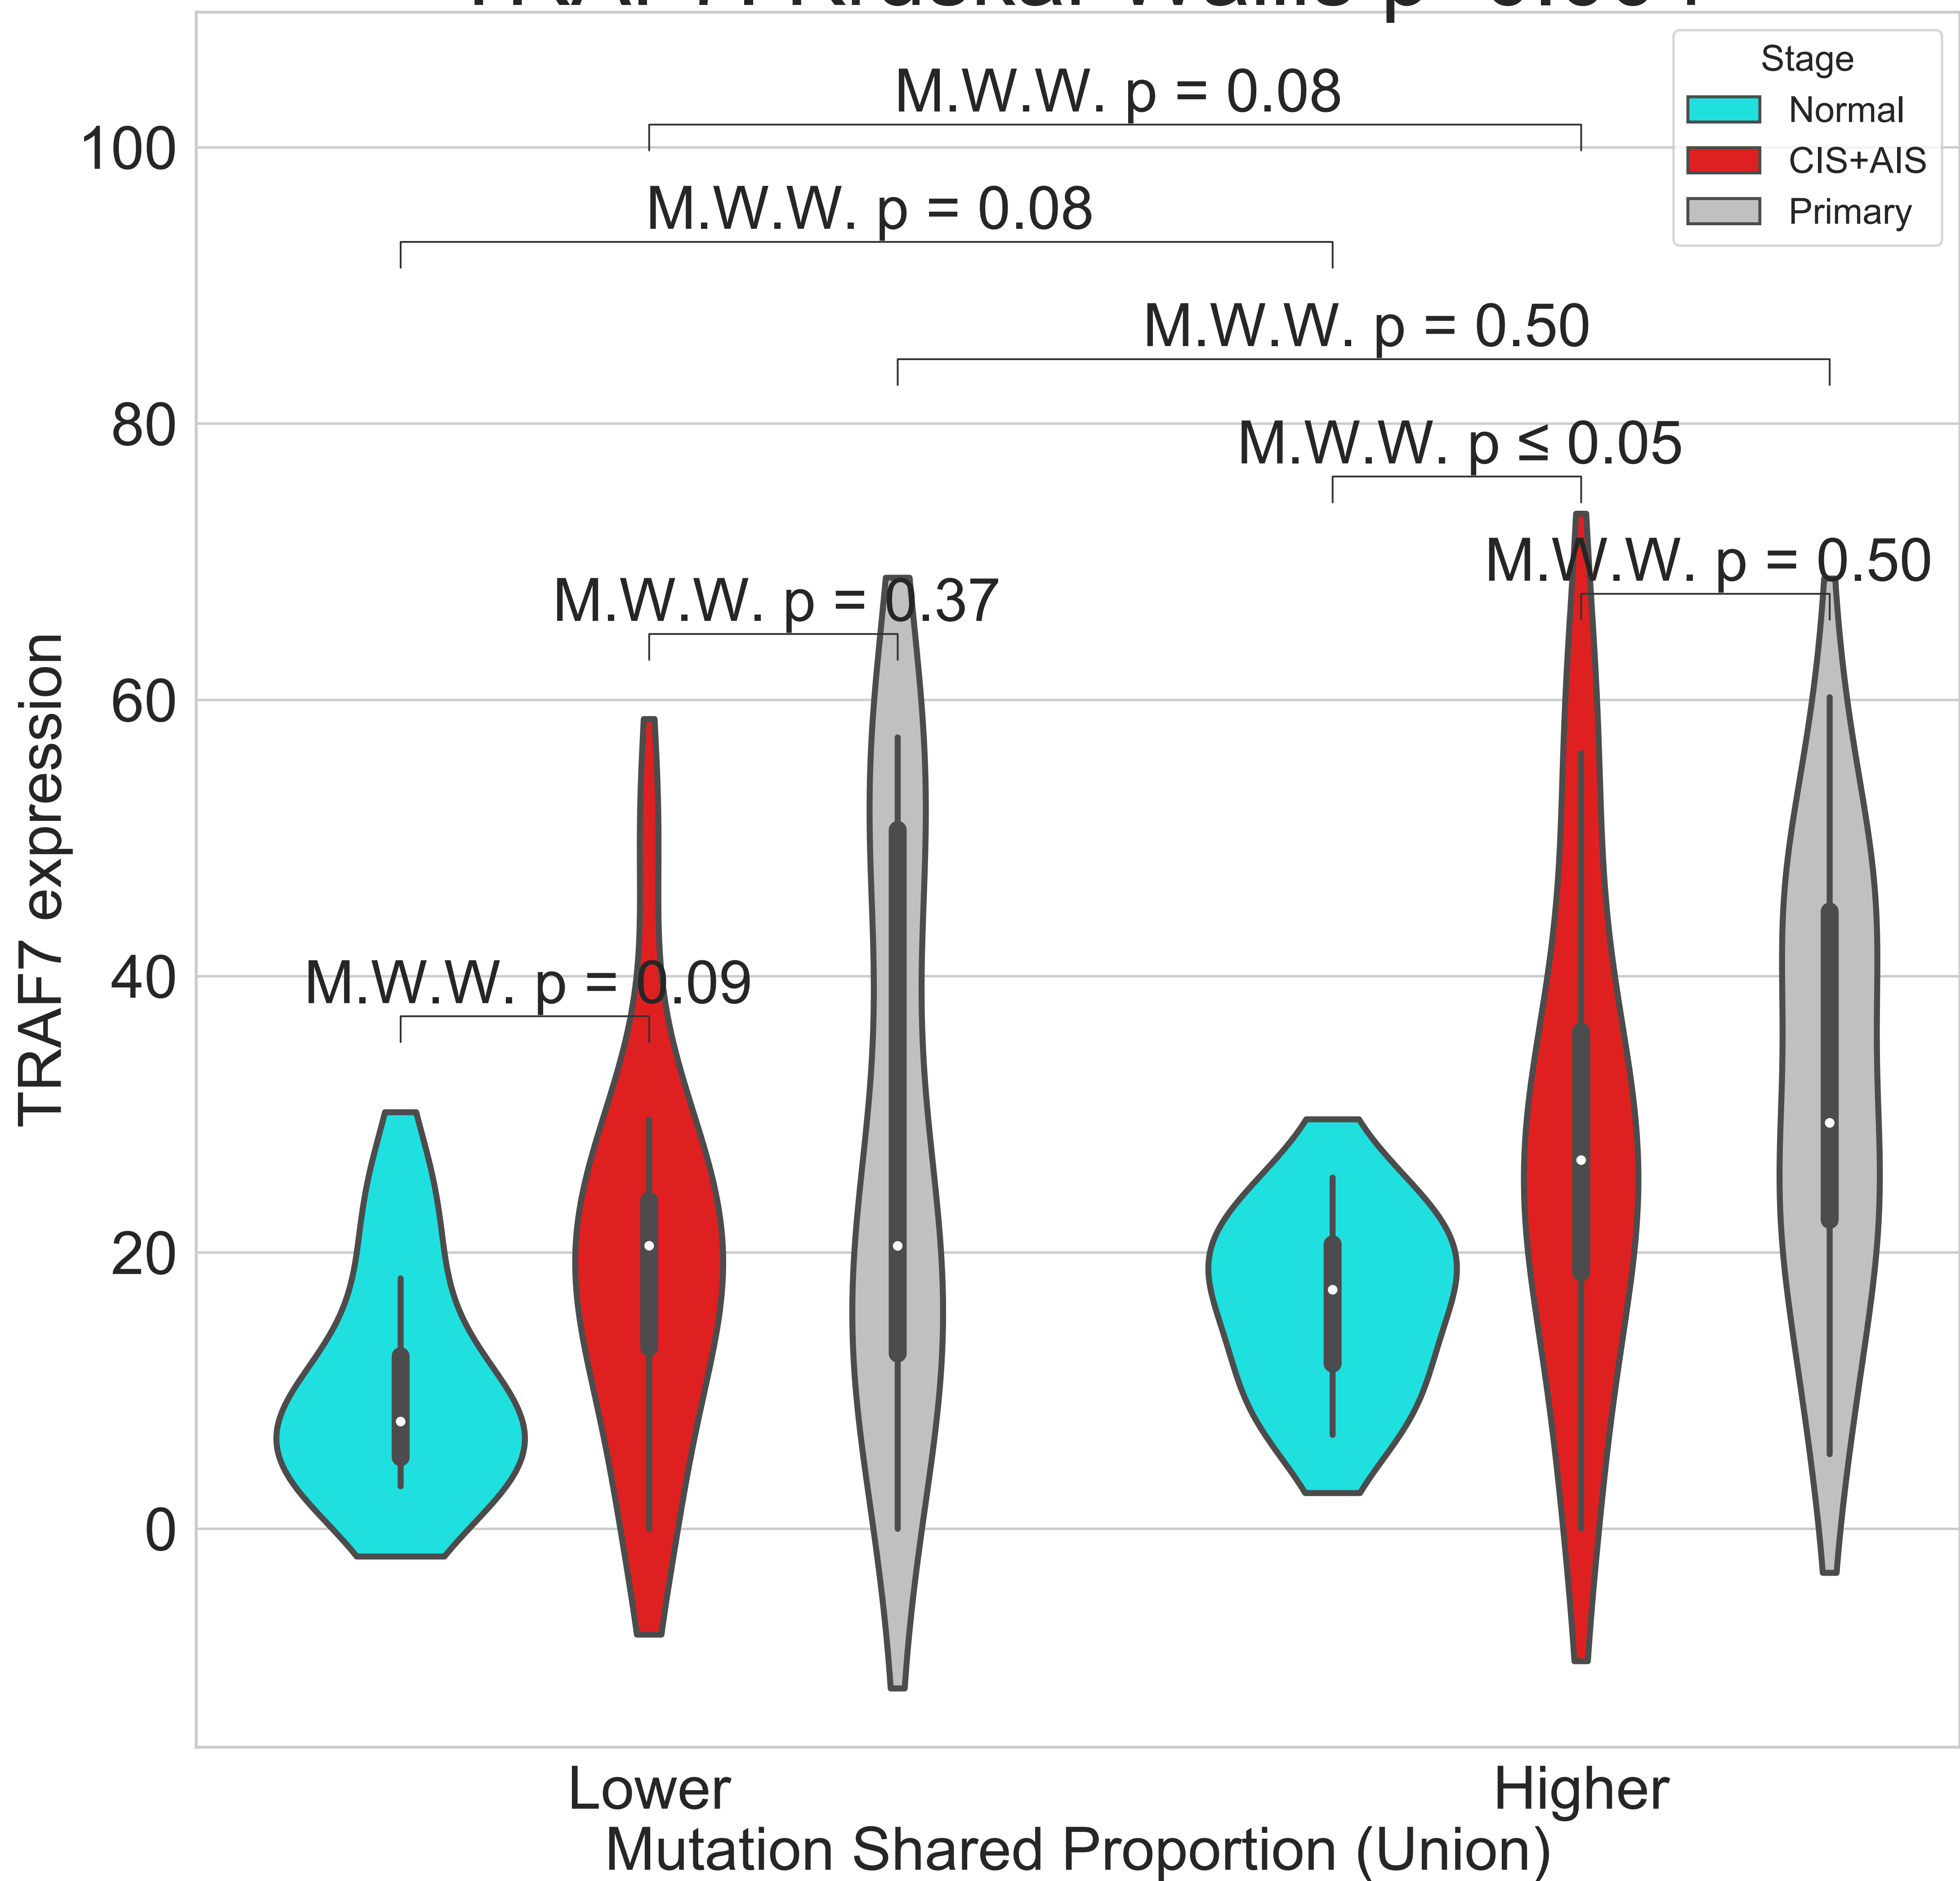 M.W.W. p = 0.08
M.W.W. p = 0.08
M.W.W. p = 0.50
M.W.W. p ≤ 0.05
M.W.W. p = 0.50
M.W.W. p = 0.37
M.W.W. p = 0.09
Stage
Normal
CIS+AIS
Primary
100
80
60
40
20
0
TRAF7 expression
Lower
Higher
Mutation Shared Proportion (Union)